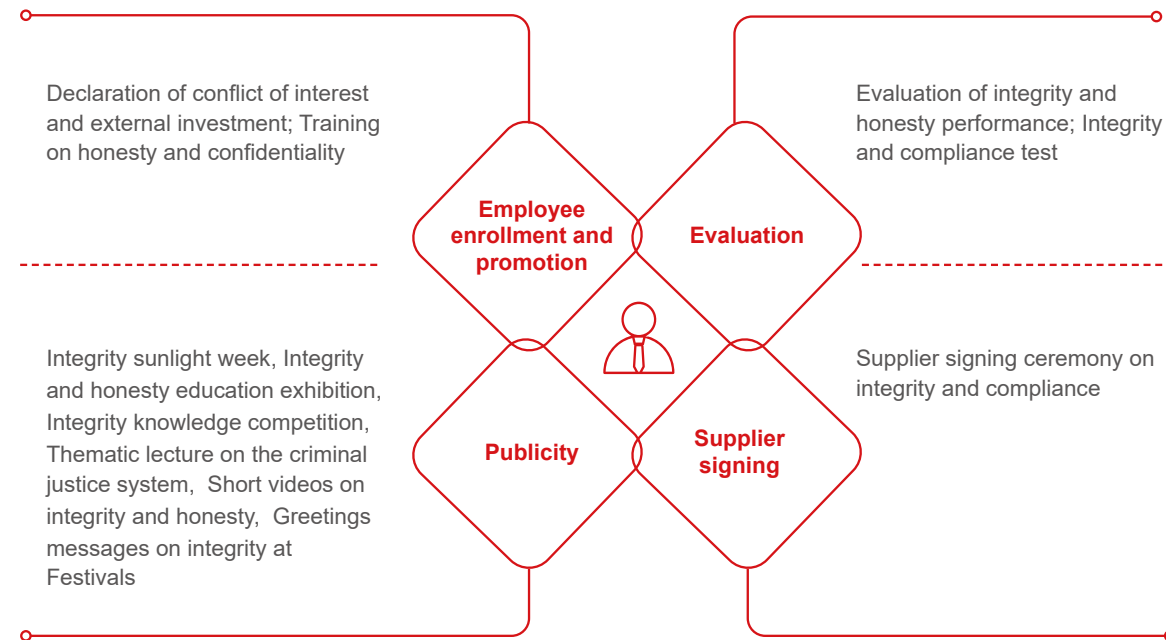 Declaration of conflict of interest
and external investment; Training
on honesty and confidentiality
Employee
enrollment and
promotion
Evaluation
Evaluation of integrity and
honesty performance; Integrity
and compliance test
Integrity sunlight week, Integrity
and honesty education exhibition,
Integrity knowledge competition,
Thematic lecture on the criminal
justice system,  Short videos on
integrity and honesty,  Greetings
messages on integrity at
Festivals
Publicity
Supplier
signing
Supplier signing ceremony on
integrity and compliance